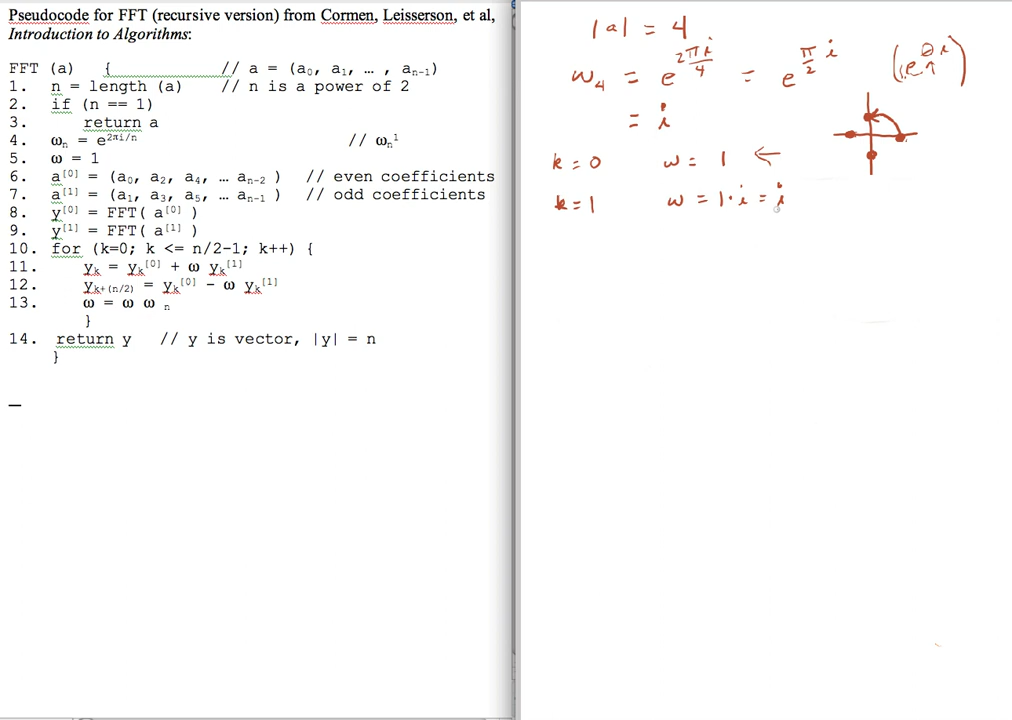 Pseudocode for FFT (recursive version) from Cormen, Leisserson, et al,
Introduction to Algorithms:
FFT (a) { // a = (a₀, a₁, … , aₙ₋₁)
1. n = length (a) // n is a power of 2
2. if (n == 1)
3. return a
4. ωₙ = e^2πi/n // ωₙ¹
5. ω = 1
6. a^[0] = (a₀, a₂, a₄, … aₙ₋₂ ) // even coefficients
7. a^[1] = (a₁, a₃, a₅, … aₙ₋₁ ) // odd coefficients
8. y^[0] = FFT( a^[0] )
9. y^[1] = FFT( a^[1] )
10. for (k=0; k <= n/2-1; k++) {
11. yₖ = yₖ^[0] + ω yₖ^[1]
12. yₖ₊₍ₙ/₂₎ = yₖ^[0] - ω yₖ^[1]
13. ω = ω ω ₙ
}
14. return y // y is vector, |y| = n
}
|a| = 4
ω₄ = e^(2πi/4) = e^(π/2 i) (e^θi)
= i
k = 0 ω = 1 ←
k = 1 ω = 1·i = i